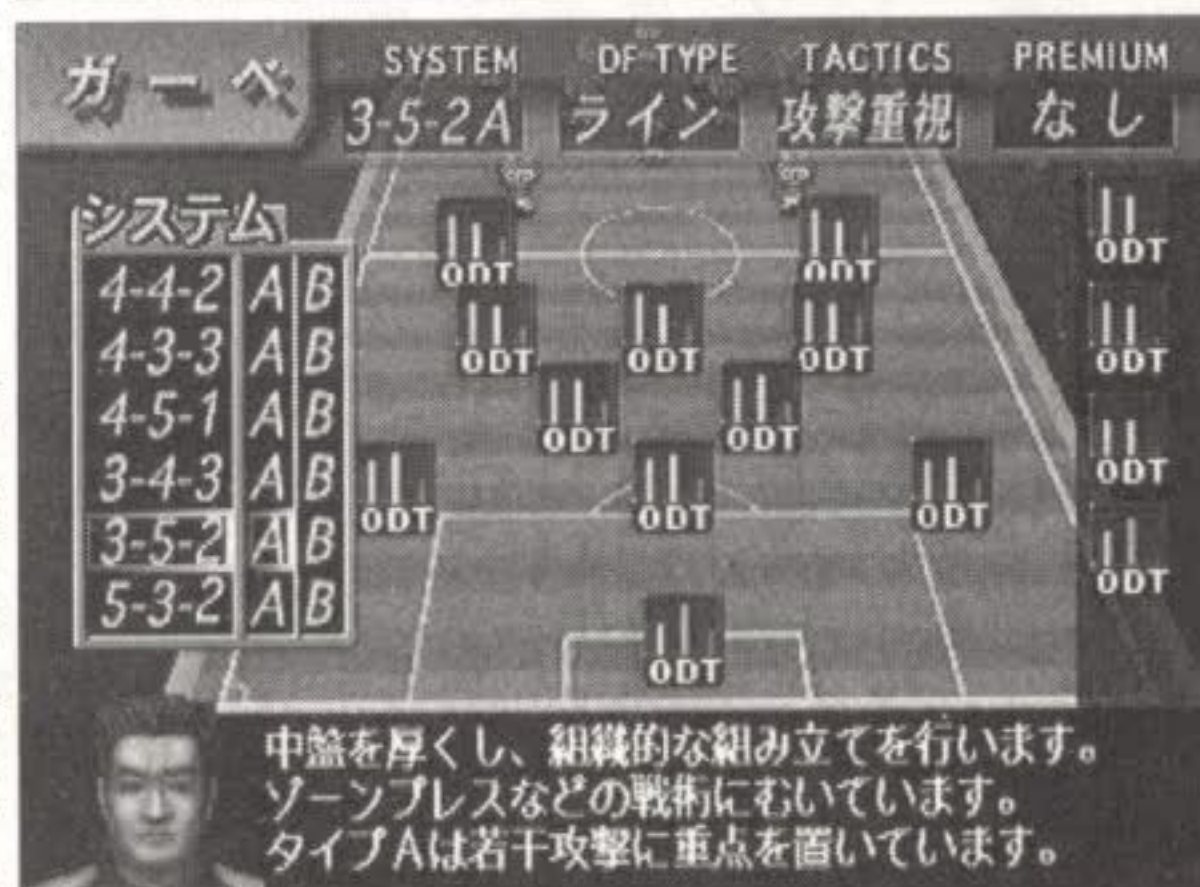 ガーベ
SYSTEM DF TYPE TACTICS PREMIUM
3-5-2A ライン 攻撃重視 なし
システム
4-4-2 A B
4-3-3 A B
4-5-1 A B
3-4-3 A B
3-5-2 A B
5-3-2 A B
ODT ODT
ODT ODT ODT
ODT ODT
ODT ODT ODT
ODT
ODT
ODT
ODT
ODT
中盤を厚くし、組織的な組み立てを行います。
ゾーンプレスなどの戦術にむいています。
タイプAは若干攻撃に重点を置いています。